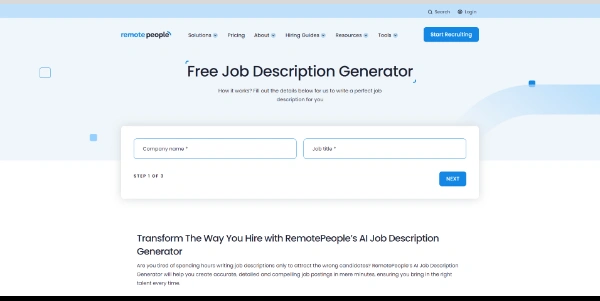 Search Login
remote people
Solutions Pricing About Hiring Guides Resources Tools Start Recruiting
Free Job Description Generator
How it works? Fill out the details below for us to write a perfect job
description for you.
Company name * Job title *
STEP 1 OF 3 NEXT
Transform The Way You Hire with RemotePeople's AI Job Description
Generator
Are you tired of spending hours writing job descriptions only to attract the wrong candidates? RemotePeople's AI Job Description
Generator will help you create accurate, detailed and compelling job postings in mere minutes, ensuring you bring in the right
talent every time.